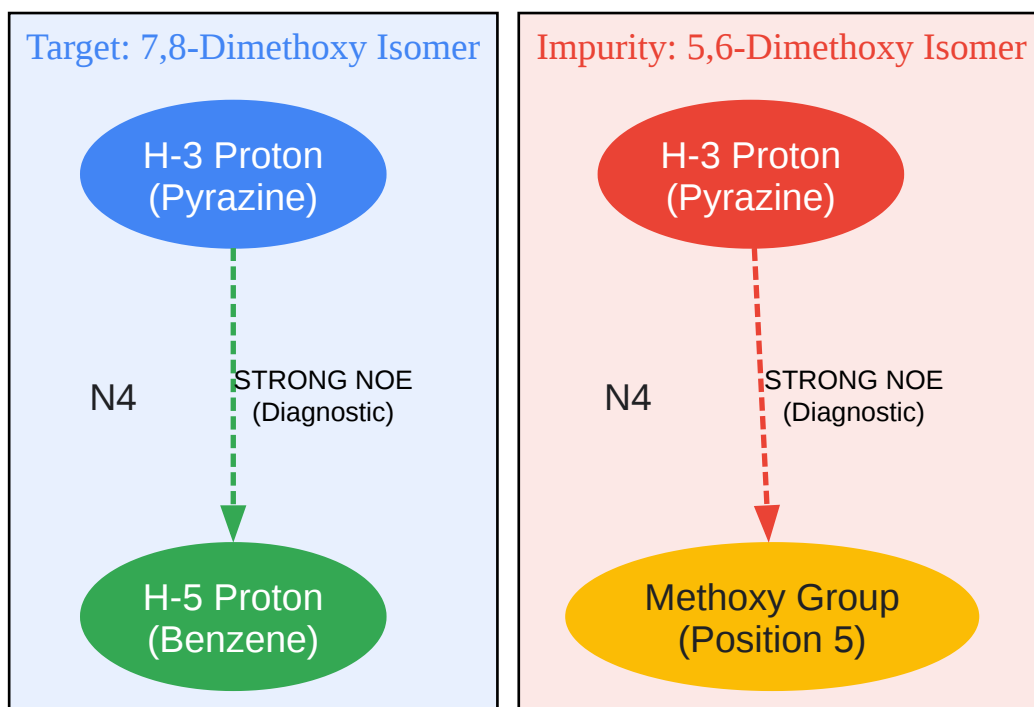 Target: 7,8-Dimethoxy Isomer
H-3 Proton
(Pyrazine)
N4
STRONG NOE
(Diagnostic)
H-5 Proton
(Benzene)
Impurity: 5,6-Dimethoxy Isomer
H-3 Proton
(Pyrazine)
N4
STRONG NOE
(Diagnostic)
Methoxy Group
(Position 5)